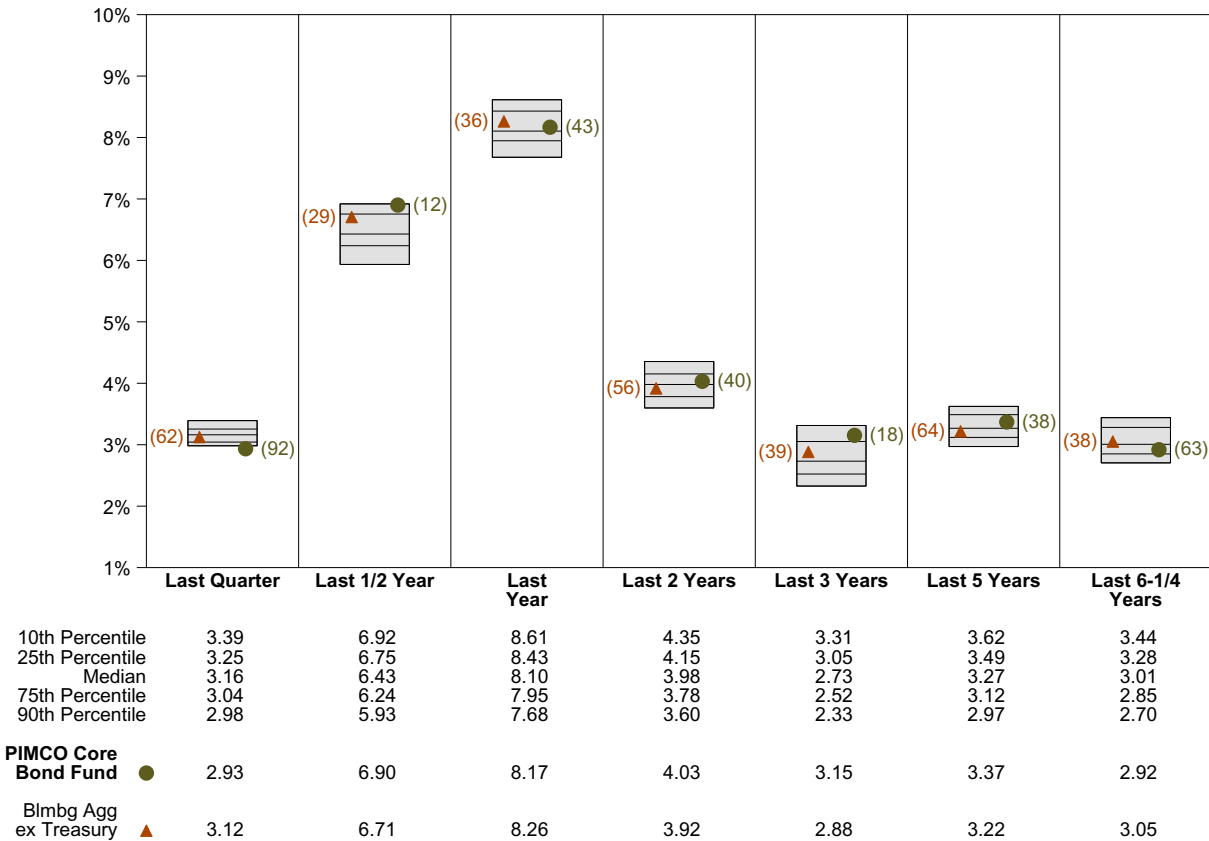 10%
9%
8%
7%
6%
5%
4%
3%
2%
1%
(62) (92)
(29) (12)
(36) (43)
(56) (40)
(39) (18)
(64) (38)
(38) (63)
Last Quarter Last 1/2 Year Last Year Last 2 Years Last 3 Years Last 5 Years Last 6-1/4 Years
10th Percentile 3.39 6.92 8.61 4.35 3.31 3.62 3.44
25th Percentile 3.25 6.75 8.43 4.15 3.05 3.49 3.28
Median 3.16 6.43 8.10 3.98 2.73 3.27 3.01
75th Percentile 3.04 6.24 7.95 3.78 2.52 3.12 2.85
90th Percentile 2.98 5.93 7.68 3.60 2.33 2.97 2.70
PIMCO Core
Bond Fund 2.93 6.90 8.17 4.03 3.15 3.37 2.92
Blmbg Agg
ex Treasury 3.12 6.71 8.26 3.92 2.88 3.22 3.05